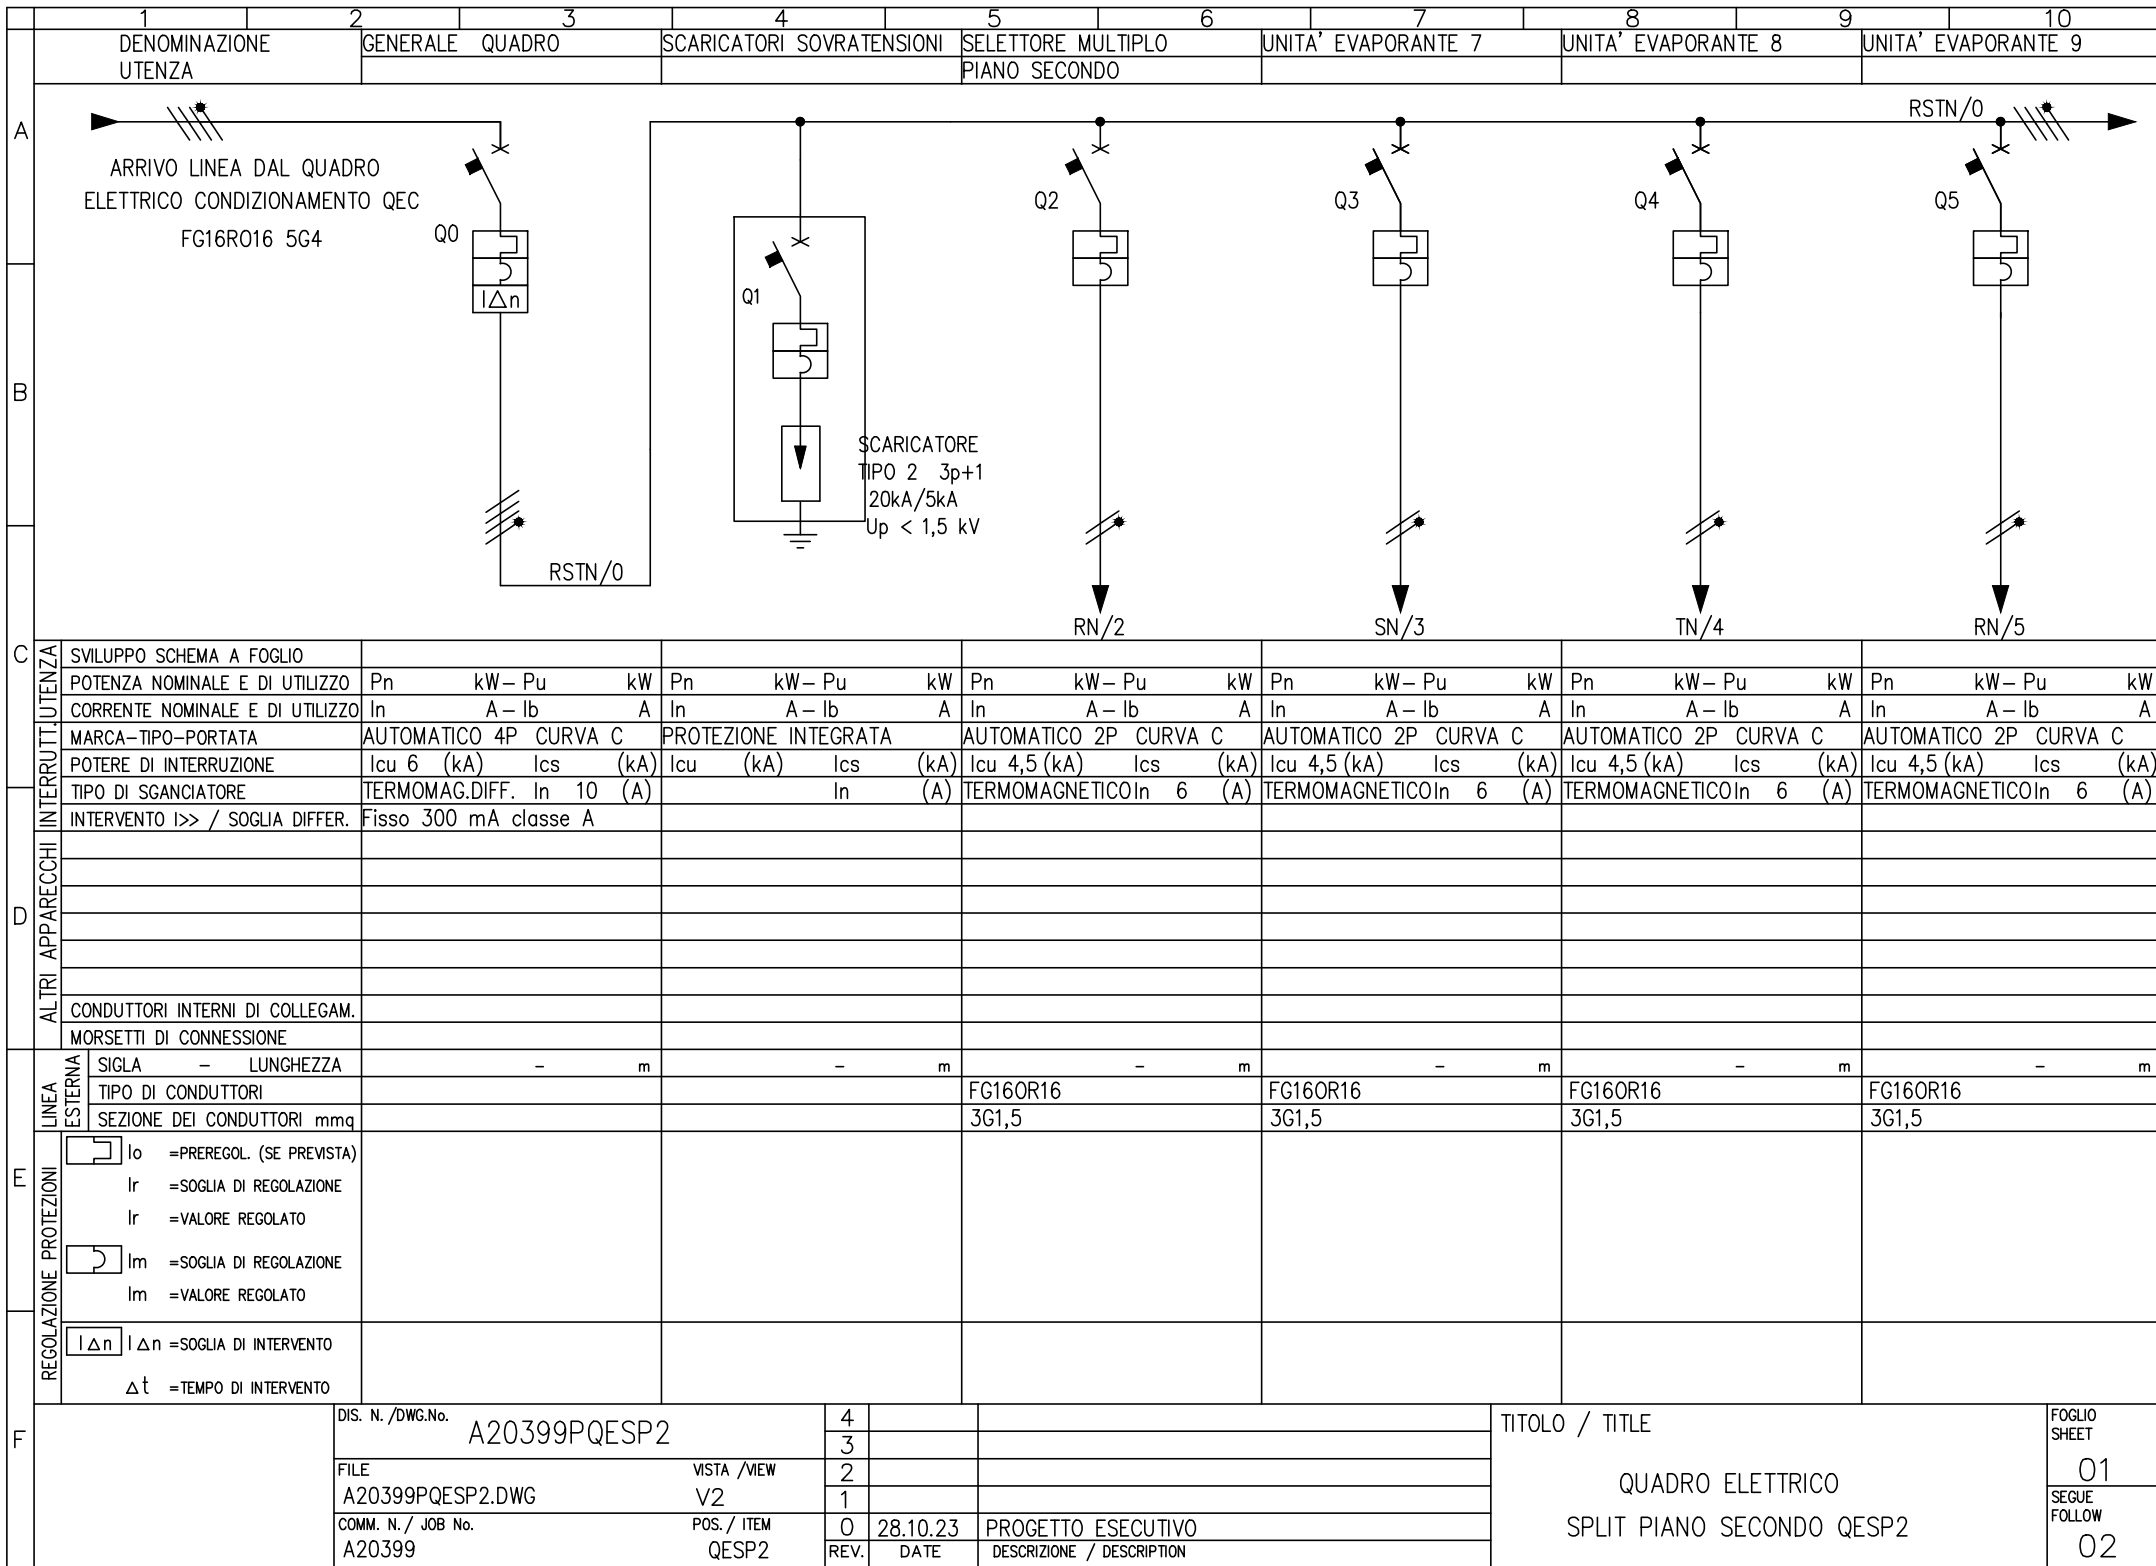 1 2 3 4 5 6 7 8 9 10
DENOMINAZIONE UTENZA
GENERALE QUADRO
SCARICATORI SOVRATENSIONI
SELETTORE MULTIPLO
PIANO SECONDO
UNITA' EVAPORANTE 7
UNITA' EVAPORANTE 8
UNITA' EVAPORANTE 9
A
B
C
D
E
F
ARRIVO LINEA DAL QUADRO
ELETTRICO CONDIZIONAMENTO QEC
FG16RO16 5G4
RSTN/0
Q0
I△n
Q1
Q2
Q3
Q4
Q5
SCARICATORE
TIPO 2 3p+1
20kA/5kA
Up < 1,5 kV
RSTN/0
RN/2
SN/3
TN/4
RN/5
UTENZA
SVILUPPO SCHEMA A FOGLIO
POTENZA NOMINALE E DI UTILIZZO Pn kW- Pu kW Pn kW- Pu kW Pn kW- Pu kW Pn kW- Pu kW Pn kW- Pu kW Pn kW- Pu kW
CORRENTE NOMINALE E DI UTILIZZO In A- Ib A In A- Ib A In A- Ib A In A- Ib A In A- Ib A In A- Ib A
INTERRUTT.
MARCA-TIPO-PORTATA AUTOMATICO 4P CURVA C PROTEZIONE INTEGRATA AUTOMATICO 2P CURVA C AUTOMATICO 2P CURVA C AUTOMATICO 2P CURVA C AUTOMATICO 2P CURVA C
POTERE DI INTERRUZIONE Icu 6 (kA) Ics (kA) Icu (kA) Ics (kA) Icu 4,5 (kA) Ics (kA) Icu 4,5 (kA) Ics (kA) Icu 4,5 (kA) Ics (kA) Icu 4,5 (kA) Ics (kA)
TIPO DI SGANCIATORE TERMOMAG.DIFF. In 10 (A) In (A) TERMOMAGNETICO In 6 (A) TERMOMAGNETICO In 6 (A) TERMOMAGNETICO In 6 (A) TERMOMAGNETICO In 6 (A)
INTERVENTO I>> / SOGLIA DIFFER. Fisso 300 mA classe A
ALTRI APPARECCHI
CONDUTTORI INTERNI DI COLLEGAM.
MORSETTI DI CONNESSIONE
LINEA ESTERNA
SIGLA - LUNGHEZZA - m - m - m - m - m - m
TIPO DI CONDUTTORI FG16OR16 FG16OR16 FG16OR16 FG16OR16
SEZIONE DEI CONDUTTORI mmq 3G1,5 3G1,5 3G1,5 3G1,5
REGOLAZIONE PROTEZIONI
Io =PREREGOL. (SE PREVISTA)
Ir =SOGLIA DI REGOLAZIONE
Ir =VALORE REGOLATO
Im =SOGLIA DI REGOLAZIONE
Im =VALORE REGOLATO
I△n I△n =SOGLIA DI INTERVENTO
△t =TEMPO DI INTERVENTO
DIS. N. /DWG.No.
A20399PQESP2
FILE
A20399PQESP2.DWG
VISTA /VIEW
V2
COMM. N./ JOB No.
A20399
POS./ ITEM
QESP2
4
3
2
1
0 28.10.23 PROGETTO ESECUTIVO
REV. DATE DESCRIZIONE / DESCRIPTION
TITOLO / TITLE
QUADRO ELETTRICO
SPLIT PIANO SECONDO QESP2
FOGLIO
SHEET
01
SEGUE
FOLLOW
02